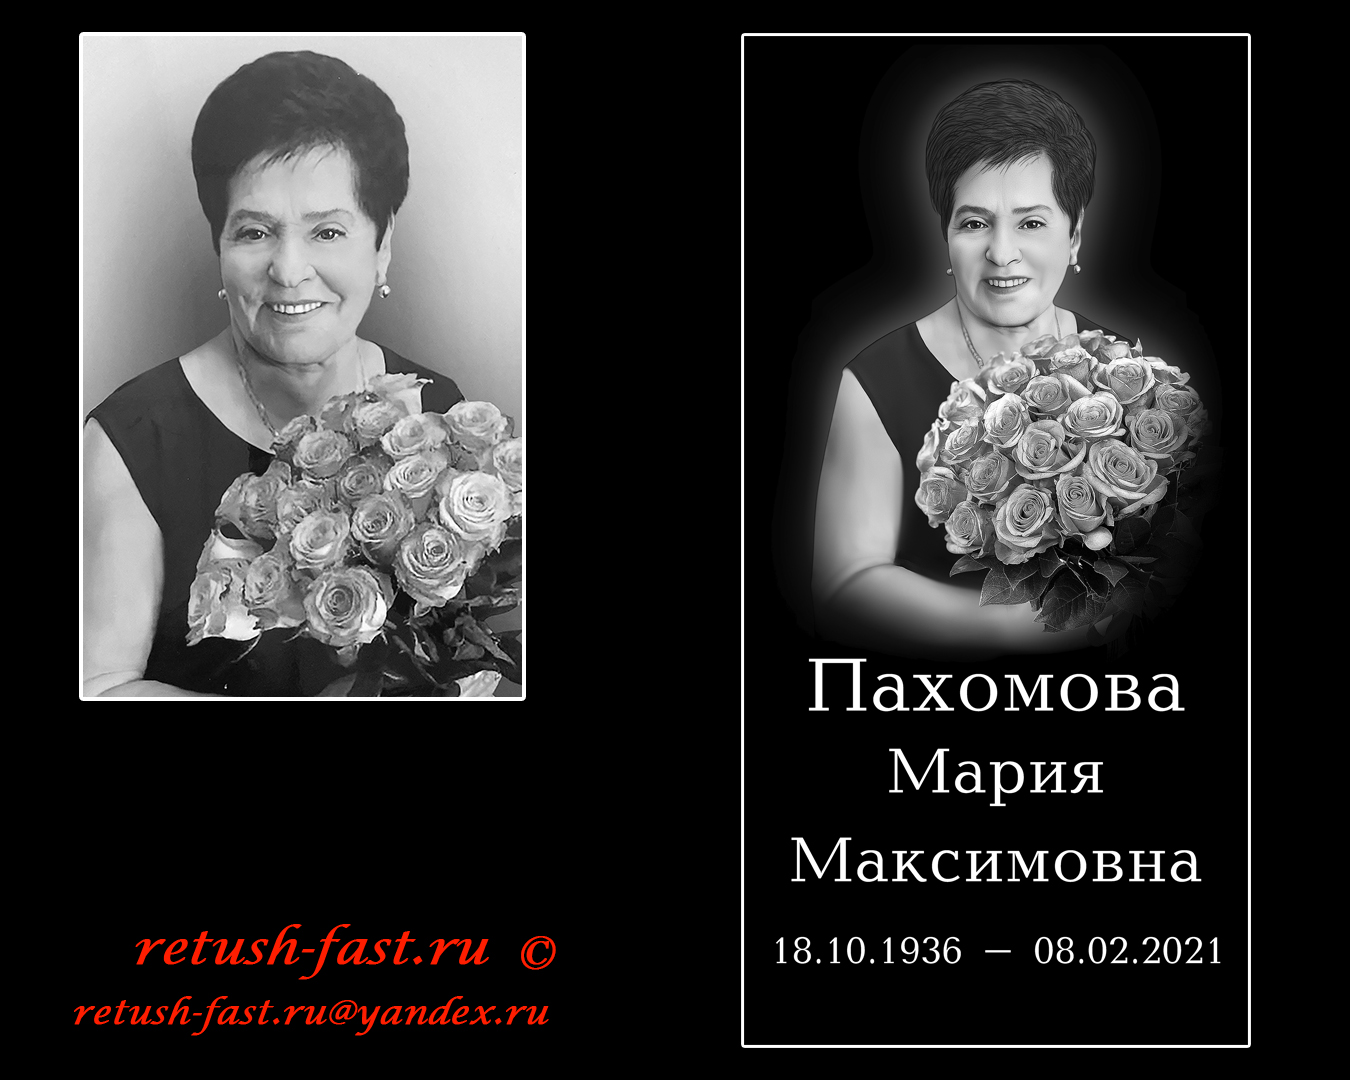 Пахомова
Мария
Максимовна
18.10.1936 — 08.02.2021
retush-fast.ru ©
retush-fast.ru@yandex.ru